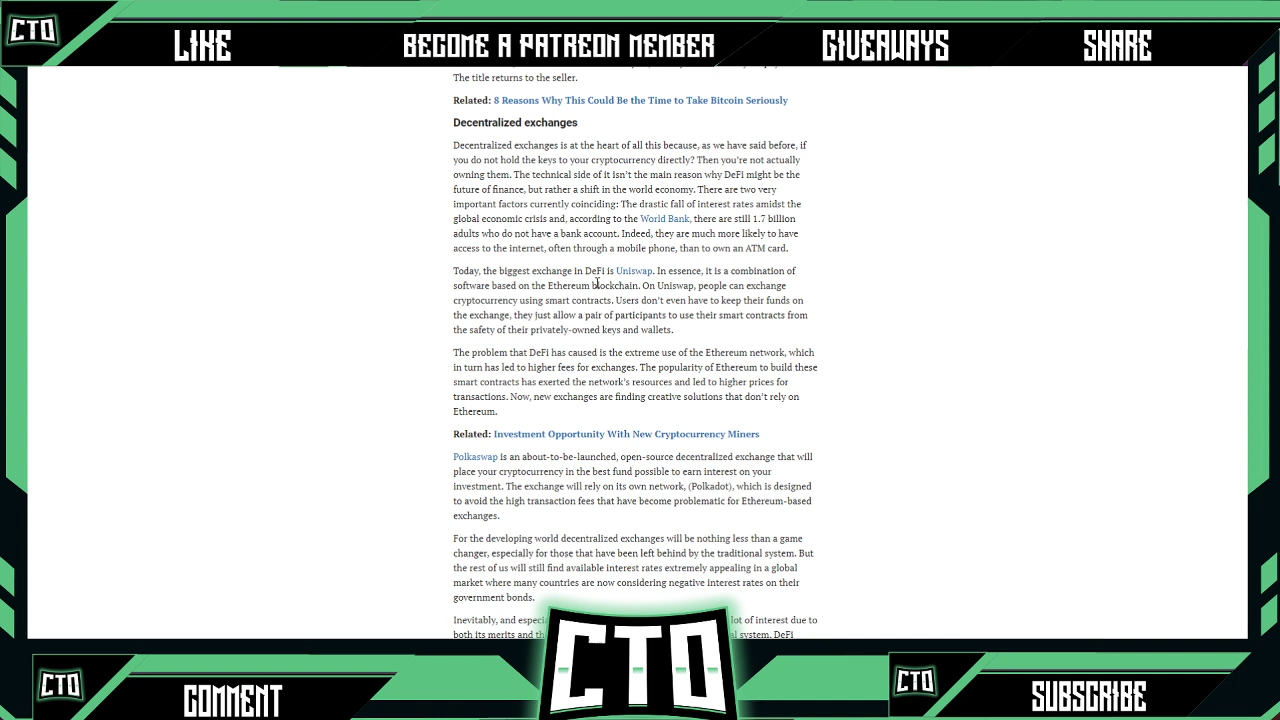 CTO
LIKE
BECOME A PATREON MEMBER
GIVEAWAYS
SHARE
The title returns to the seller.
Related: 8 Reasons Why This Could Be the Time to Take Bitcoin Seriously
Decentralized exchanges
Decentralized exchanges is at the heart of all this because, as we have said before, if
you do not hold the keys to your cryptocurrency directly? Then you're not actually
owning them. The technical side of it isn't the main reason why DeFi might be the
future of finance, but rather a shift in the world economy. There are two very
important factors currently coinciding: The drastic fall of interest rates amidst the
global economic crisis and, according to the World Bank, there are still 1.7 billion
adults who do not have a bank account. Indeed, they are much more likely to have
access to the internet, often through a mobile phone, than to own an ATM card.
Today, the biggest exchange in DeFi is Uniswap. In essence, it is a combination of
software based on the Ethereum blockchain. On Uniswap, people can exchange
cryptocurrency using smart contracts. Users don't even have to keep their funds on
the exchange, they just allow a pair of participants to use their smart contracts from
the safety of their privately-owned keys and wallets.
The problem that DeFi has caused is the extreme use of the Ethereum network, which
in turn has led to higher fees for exchanges. The popularity of Ethereum to build these
smart contracts has exerted the network's resources and led to higher prices for
transactions. Now, new exchanges are finding creative solutions that don't rely on
Ethereum.
Related: Investment Opportunity With New Cryptocurrency Miners
Polkaswap is an about-to-be-launched, open-source decentralized exchange that will
place your cryptocurrency in the best fund possible to earn interest on your
investment. The exchange will rely on its own network, (Polkadot), which is designed
to avoid the high transaction fees that have become problematic for Ethereum-based
exchanges.
For the developing world decentralized exchanges will be nothing less than a game
changer, especially for those that have been left behind by the traditional system. But
the rest of us will still find available interest rates extremely appealing in a global
market where many countries are now considering negative interest rates on their
government bonds.
Inevitably, and lot of interest due to
both its merits and system. DeFi
CTO
COMMENT
CTO
CTO
SUBSCRIBE